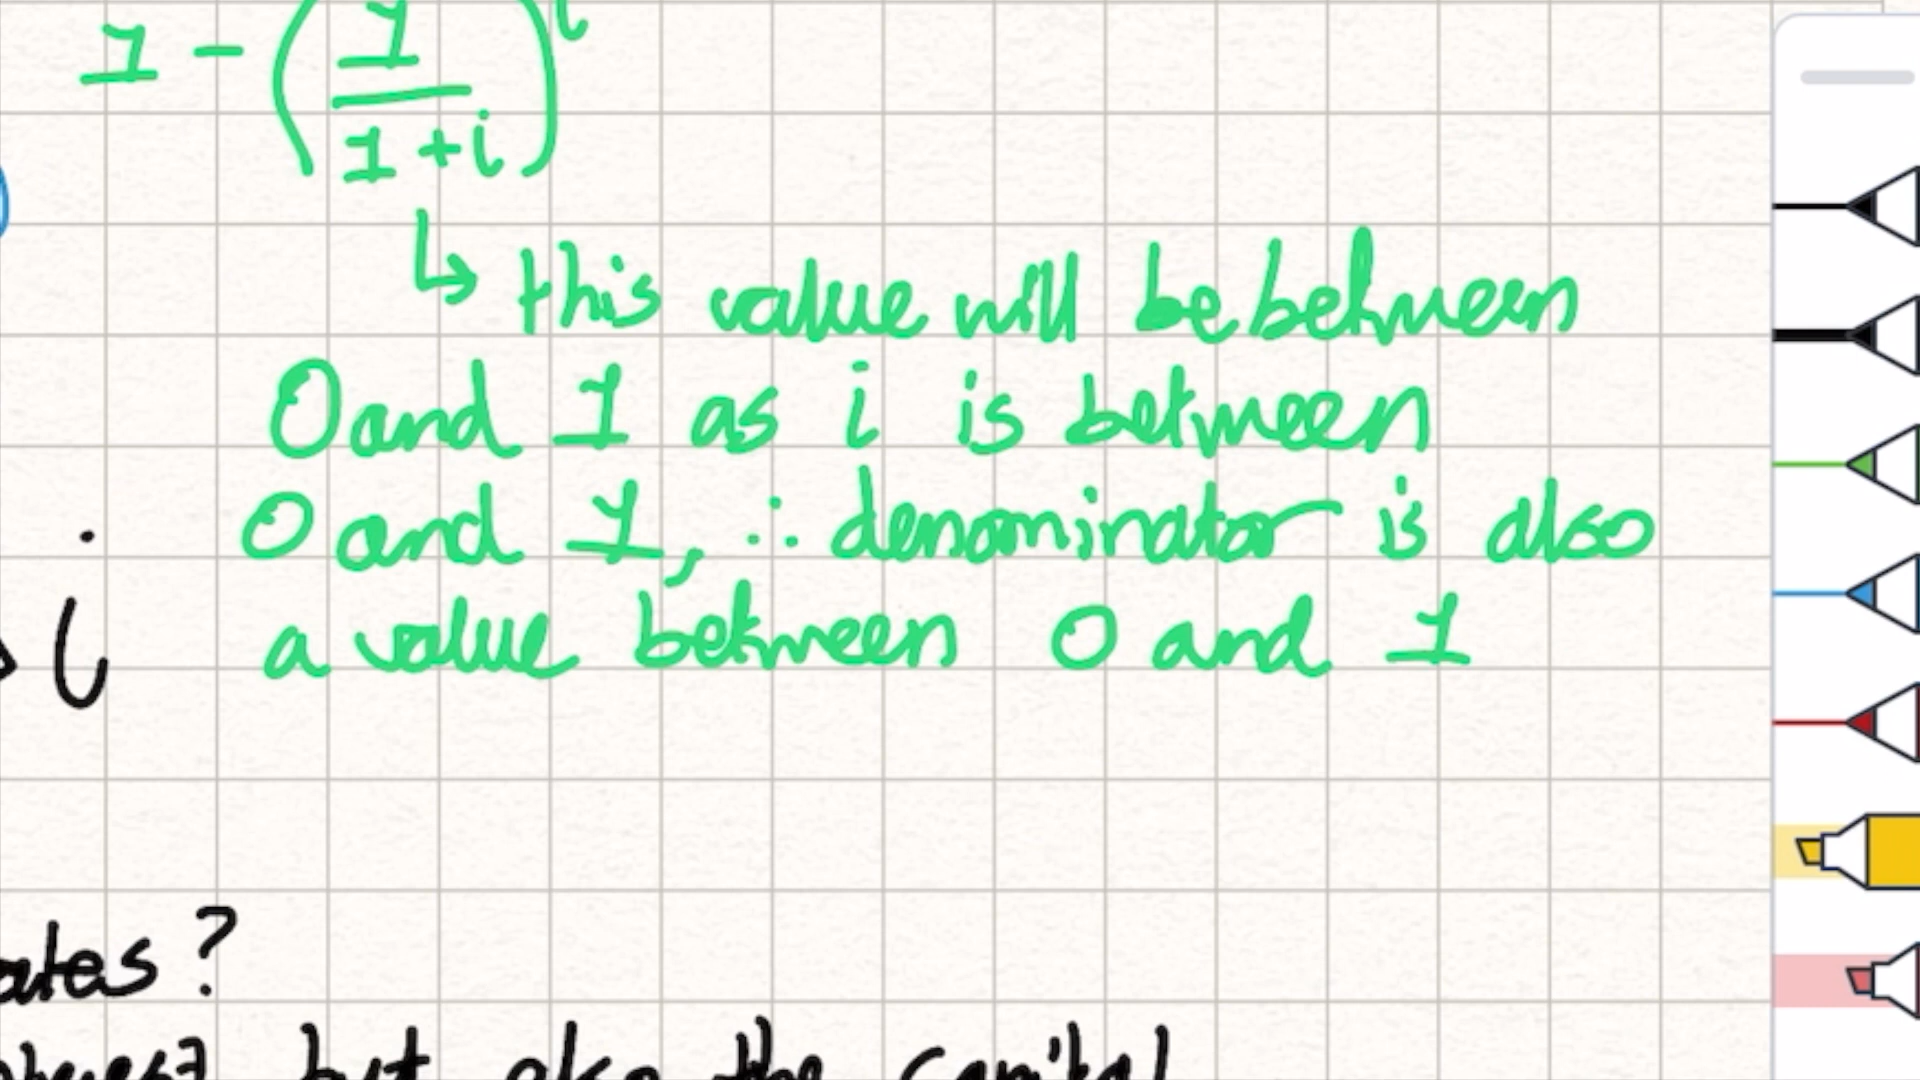 1 - (1/1+i)^i
↳ this value will be between
0 and 1 as i is between
0 and 1, ∴ denominator is also
a value between 0 and 1
i
but also the capital